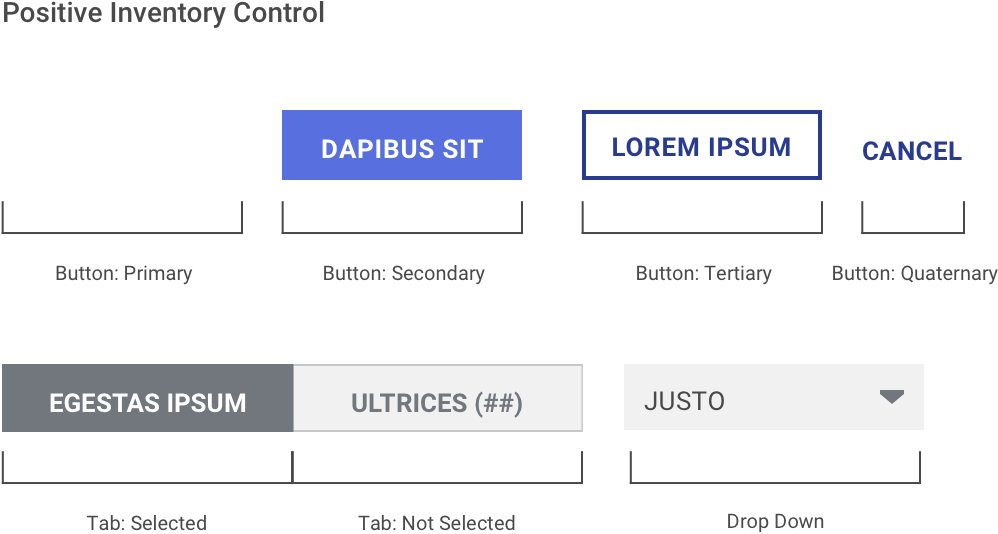 Positive Inventory Control
DAPIBUS SIT
LOREM IPSUM
CANCEL
Button: Primary
Button: Secondary
Button: Tertiary
Button: Quaternary
EGESTAS IPSUM
ULTRICES (##)
JUSTO
Tab: Selected
Tab: Not Selected
Drop Down